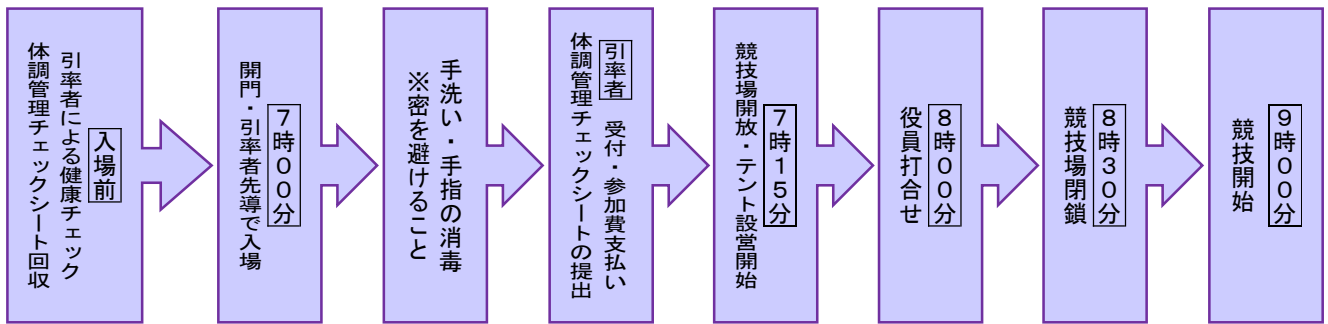 入場前
引率者による健康チェック
体調管理チェックシート回収
７時００分
開門・引率者先導で入場
手洗い・手指の消毒
※密を避けること
引率者　受付・参加費支払い
体調管理チェックシートの提出
７時１５分
競技場開放・テント設営開始
８時００分
役員打合せ
８時３０分
競技場閉鎖
９時００分
競技開始